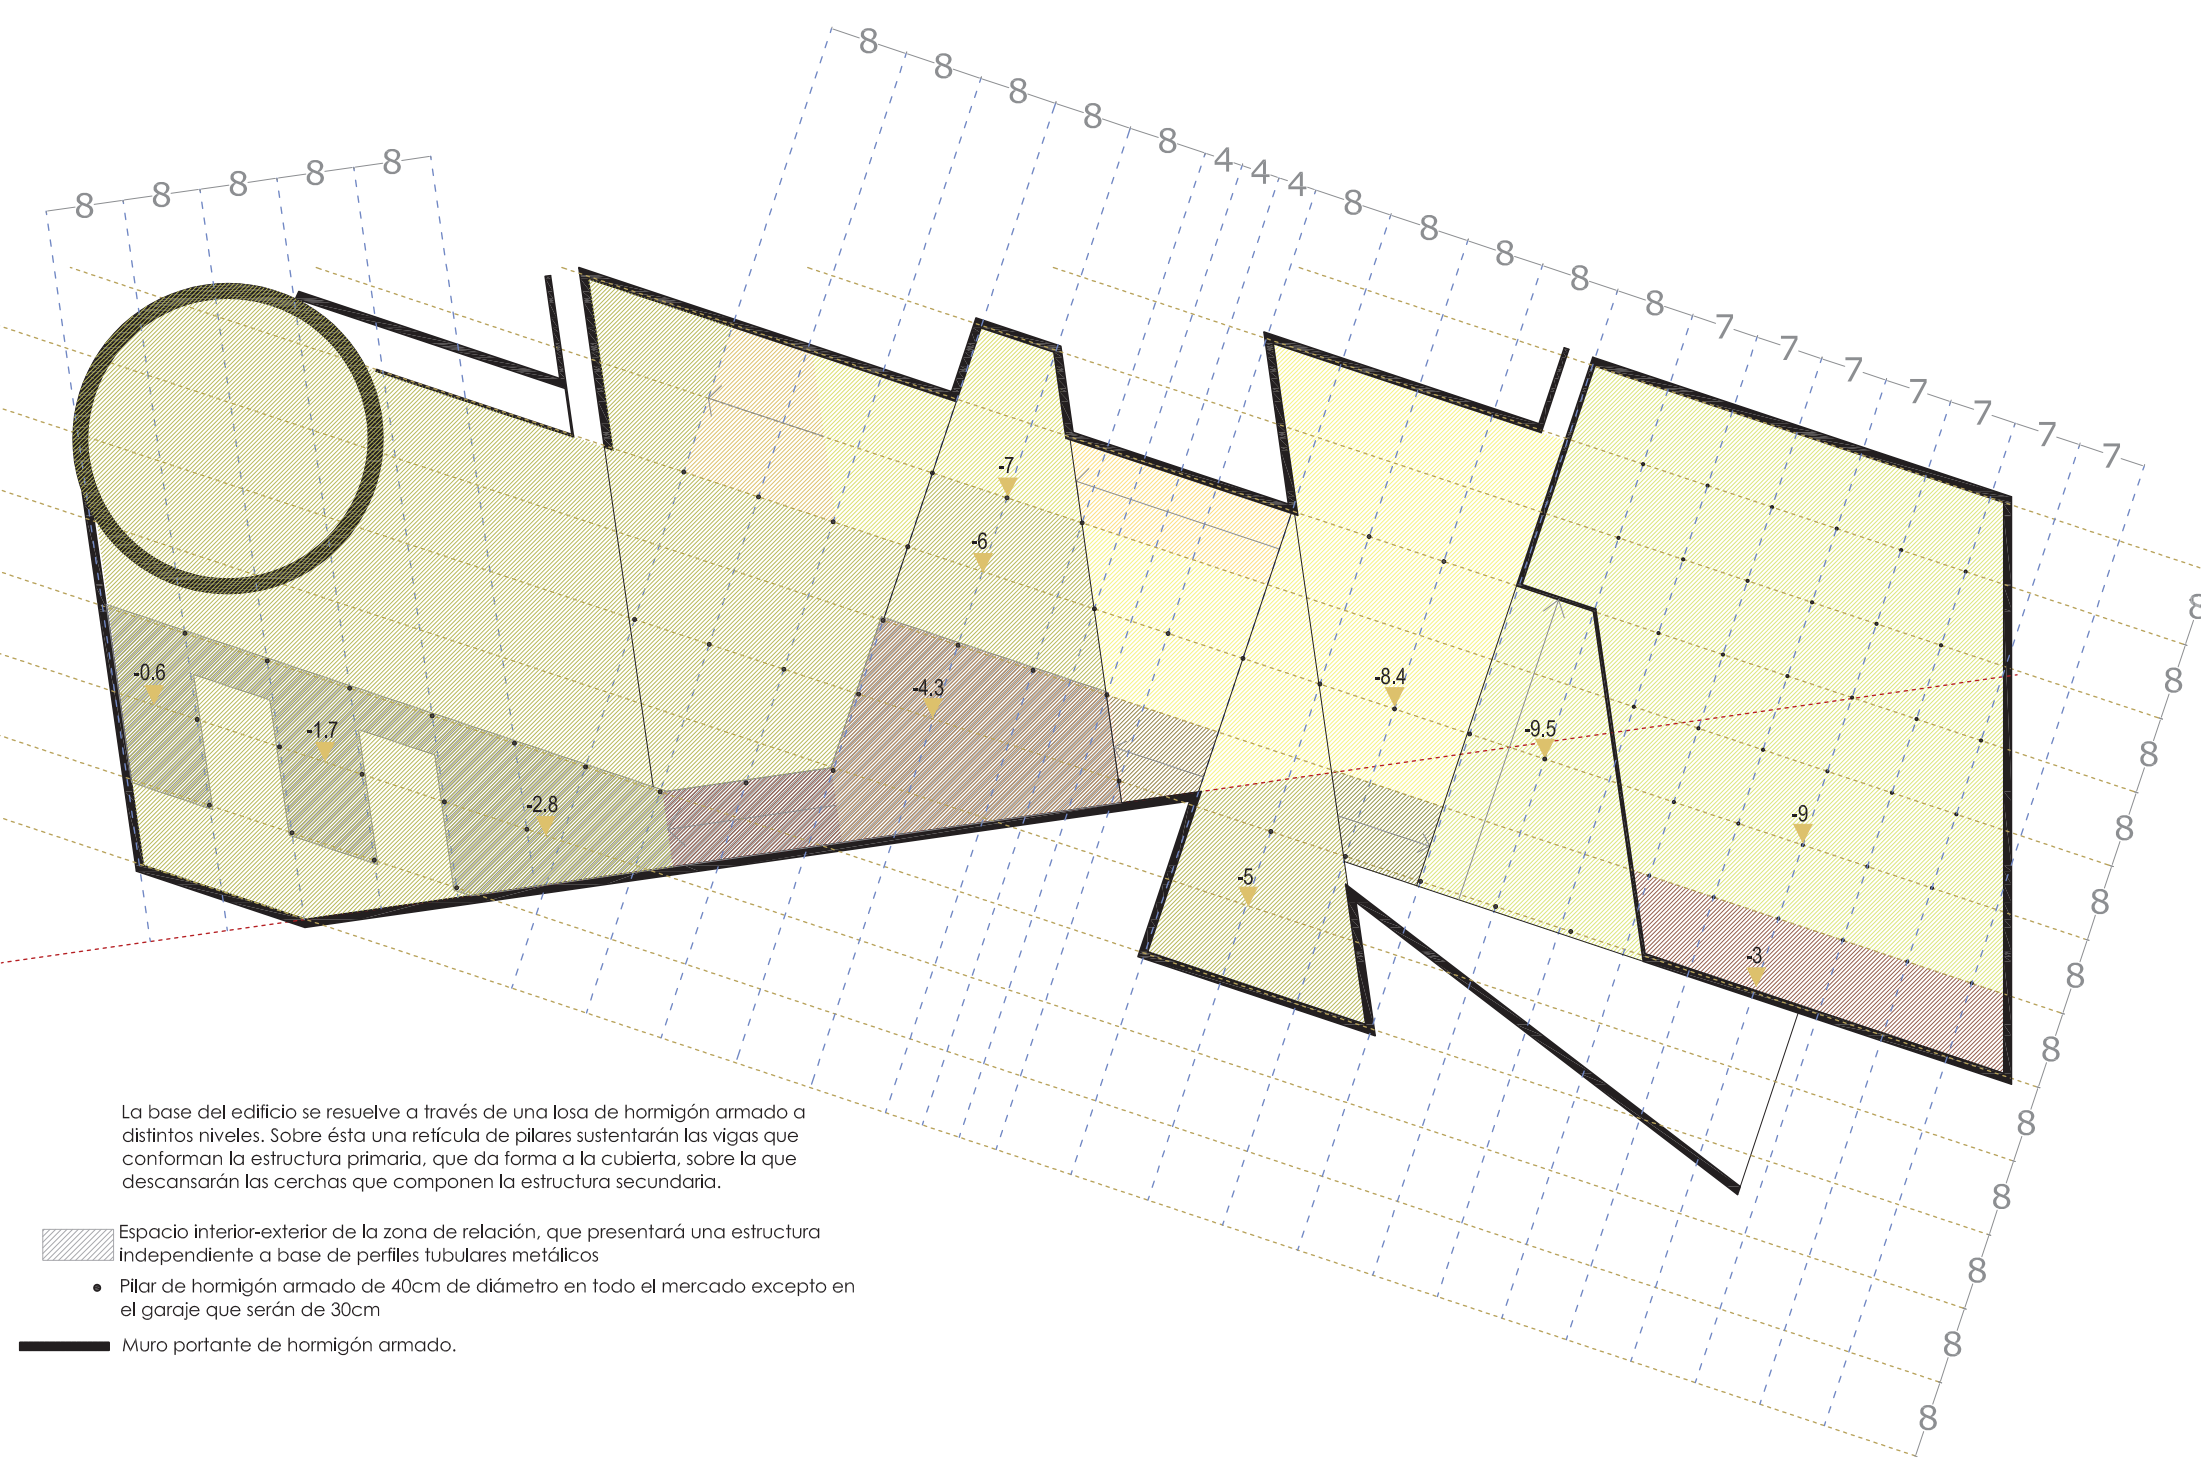 8 8 8 8 8 4 4 4 8 8 8 8 8 7 7 7 7 7 7 7
8 8 8 8 8
8
8
8
8
8
8
8
8
8
8
8
8
-7
-6
-4.3
-0.6
-1.7
-2.8
-8.4
-9.5
-5
-9
-3
La base del edificio se resuelve a través de una losa de hormigón armado a
distintos niveles. Sobre ésta una retícula de pilares sustentarán las vigas que
conforman la estructura primaria, que da forma a la cubierta, sobre la que
descansarán las cerchas que componen la estructura secundaria.
Espacio interior-exterior de la zona de relación, que presentará una estructura
independiente a base de perfiles tubulares metálicos
Pilar de hormigón armado de 40cm de diámetro en todo el mercado excepto en
el garaje que serán de 30cm
Muro portante de hormigón armado.